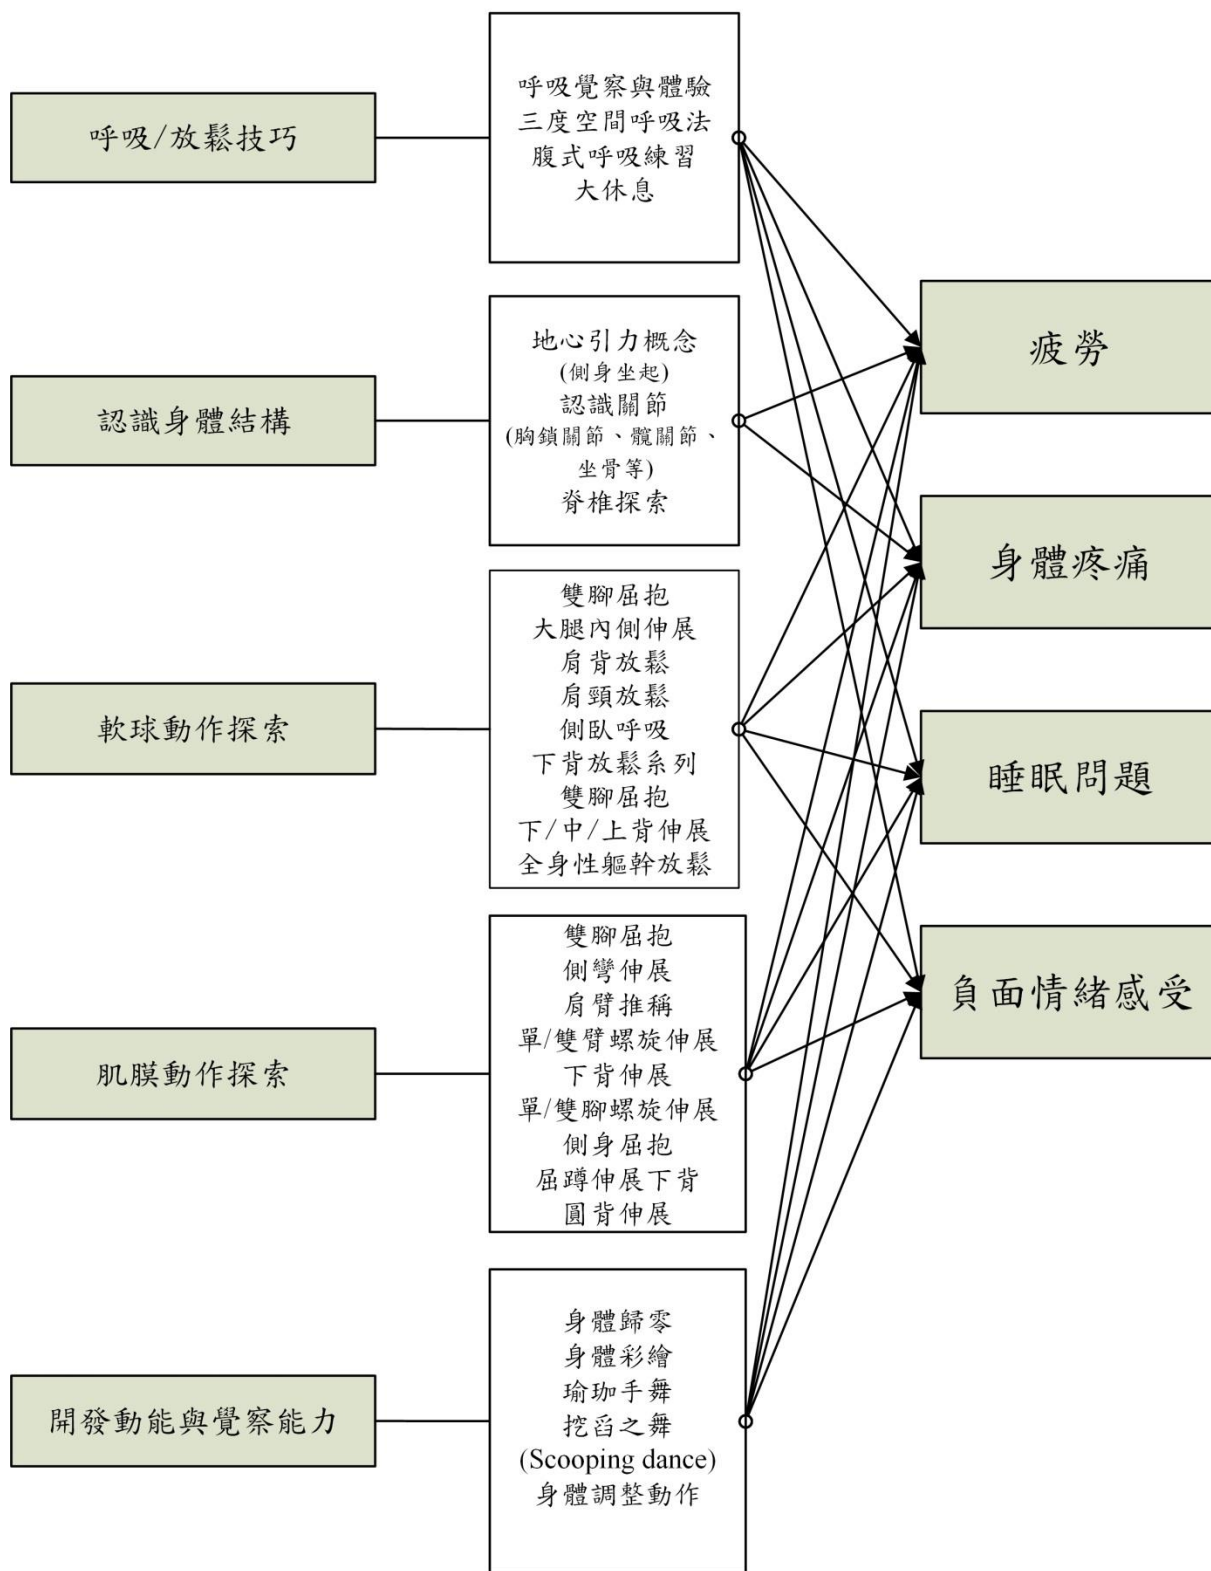 呼吸/放鬆技巧
呼吸覺察與體驗
三度空間呼吸法
腹式呼吸練習
大休息
認識身體結構
地心引力概念
(側身坐起)
認識關節
(胸鎖關節、髖關節、
坐骨等)
脊椎探索
軟球動作探索
雙腳屈抱
大腿內側伸展
肩背放鬆
肩頸放鬆
側臥呼吸
下背放鬆系列
雙腳屈抱
下/中/上背伸展
全身性軀幹放鬆
肌膜動作探索
雙腳屈抱
側彎伸展
肩臂推稱
單/雙臂螺旋伸展
下背伸展
單/雙腳螺旋伸展
側身屈抱
屈蹲伸展下背
圓背伸展
開發動能與覺察能力
身體歸零
身體彩繪
瑜珈手舞
挖舀之舞
(Scooping dance)
身體調整動作
疲勞
身體疼痛
睡眠問題
負面情緒感受